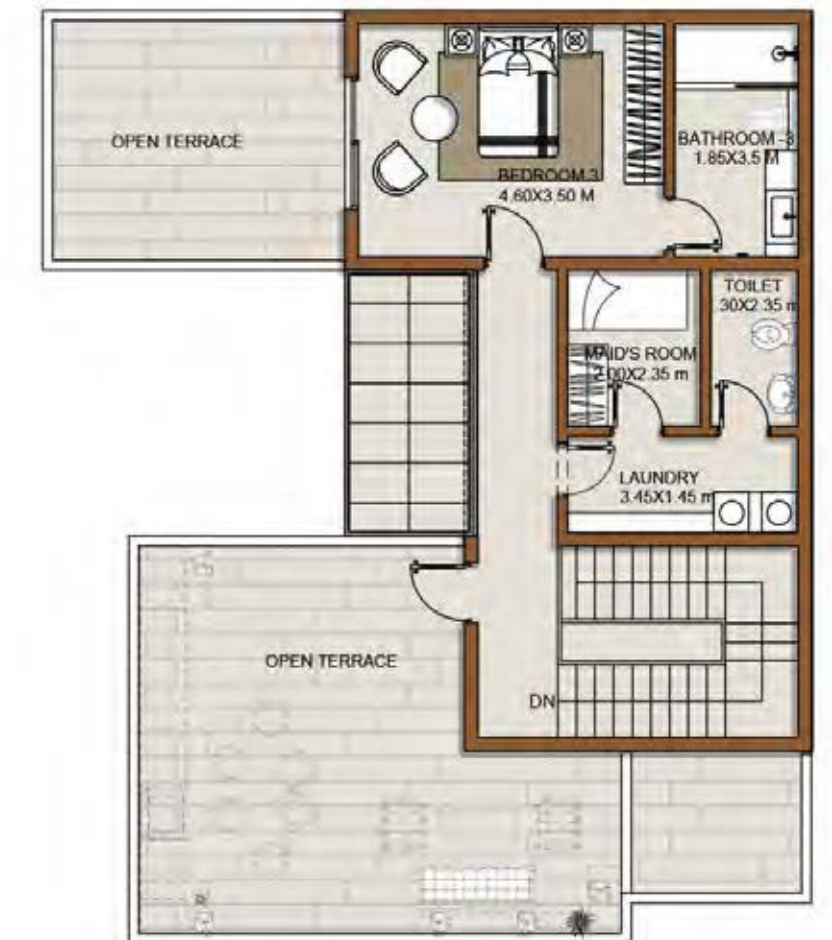 OPEN TERRACE
BATHROOM -3
1.85X3.5 M
BEDROOM 3
4.60X3.50 M
TOILET
30X2.35 m
MAID'S ROOM
2.00X2.35 m
LAUNDRY
3.45X1.45 m
OPEN TERRACE
DN